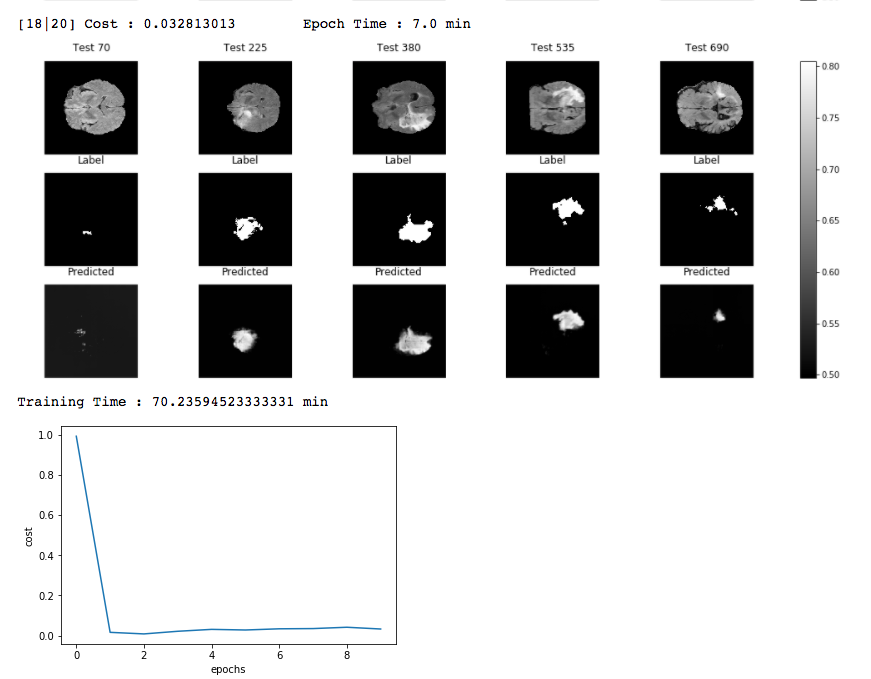 [18|20] Cost : 0.032813013 Epoch Time : 7.0 min
Test 70 Test 225 Test 380 Test 535 Test 690
0.80
Label Label Label Label Label
0.75
0.70
0.65
0.60
Predicted Predicted Predicted Predicted Predicted
0.55
0.50
Training Time : 70.23594523333331 min
1.0
0.8
0.6
cost
0.4
0.2
0.0
0 2 4 6 8
epochs